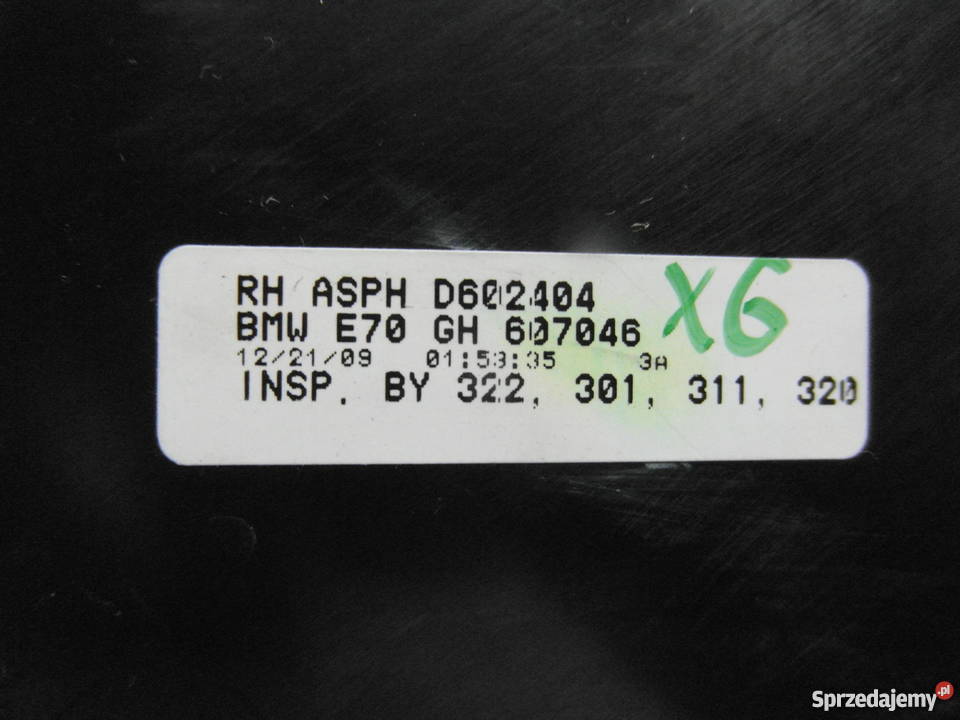 RH ASPH D602404
X6
BMW E70 GH 607046
12/21/09 01:53:35 3A
INSP. BY 322, 301, 311, 320
Sprzedajemy.pl